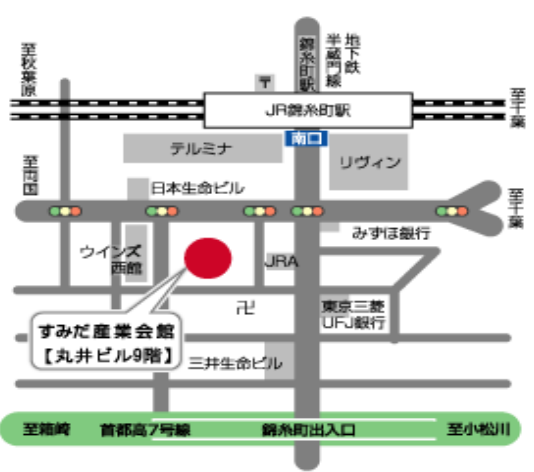 至秋葉原
錦糸町駅
半蔵門線
地下鉄
〒
JR錦糸町駅
至千葉
南口
テルミナ
リヴィン
至両国
日本生命ビル
至千葉
みずほ銀行
ウインズ
西館
JRA
卍
東京三菱
UFJ銀行
すみだ産業会館
【丸井ビル9階】
三井生命ビル
至箱崎
首都高7号線
錦糸町出入口
至小松川